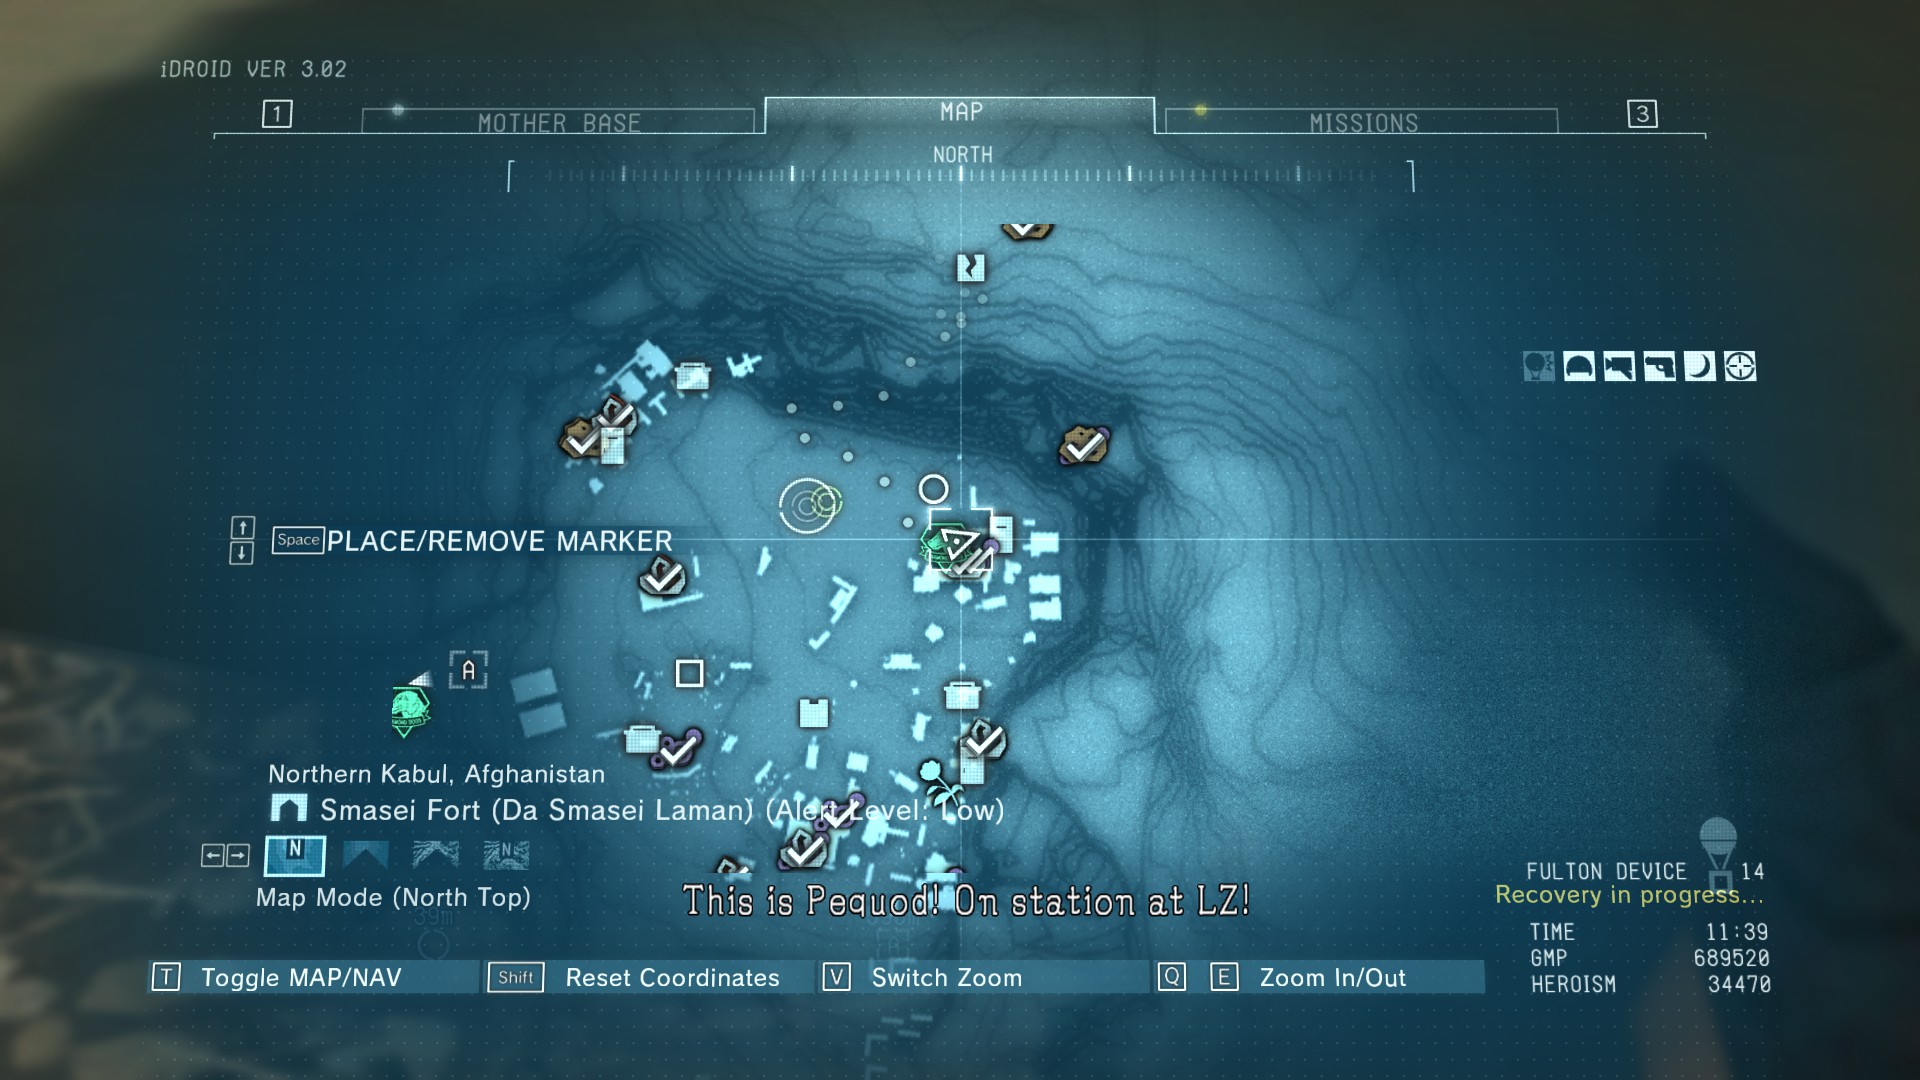 iDROID VER 3.02
1
MOTHER BASE
MAP
MISSIONS
3
NORTH
↑
↓
Space PLACE/REMOVE MARKER
A
Northern Kabul, Afghanistan
Smasei Fort (Da Smasei Laman) (Alert Level: Low)
← →
N
N
Map Mode (North Top)
39m
This is Pequod! On station at LZ!
FULTON DEVICE 14
Recovery in progress...
TIME 11:39
GMP 689520
HEROISM 34470
T Toggle MAP/NAV
Shift Reset Coordinates
V Switch Zoom
Q E Zoom In/Out